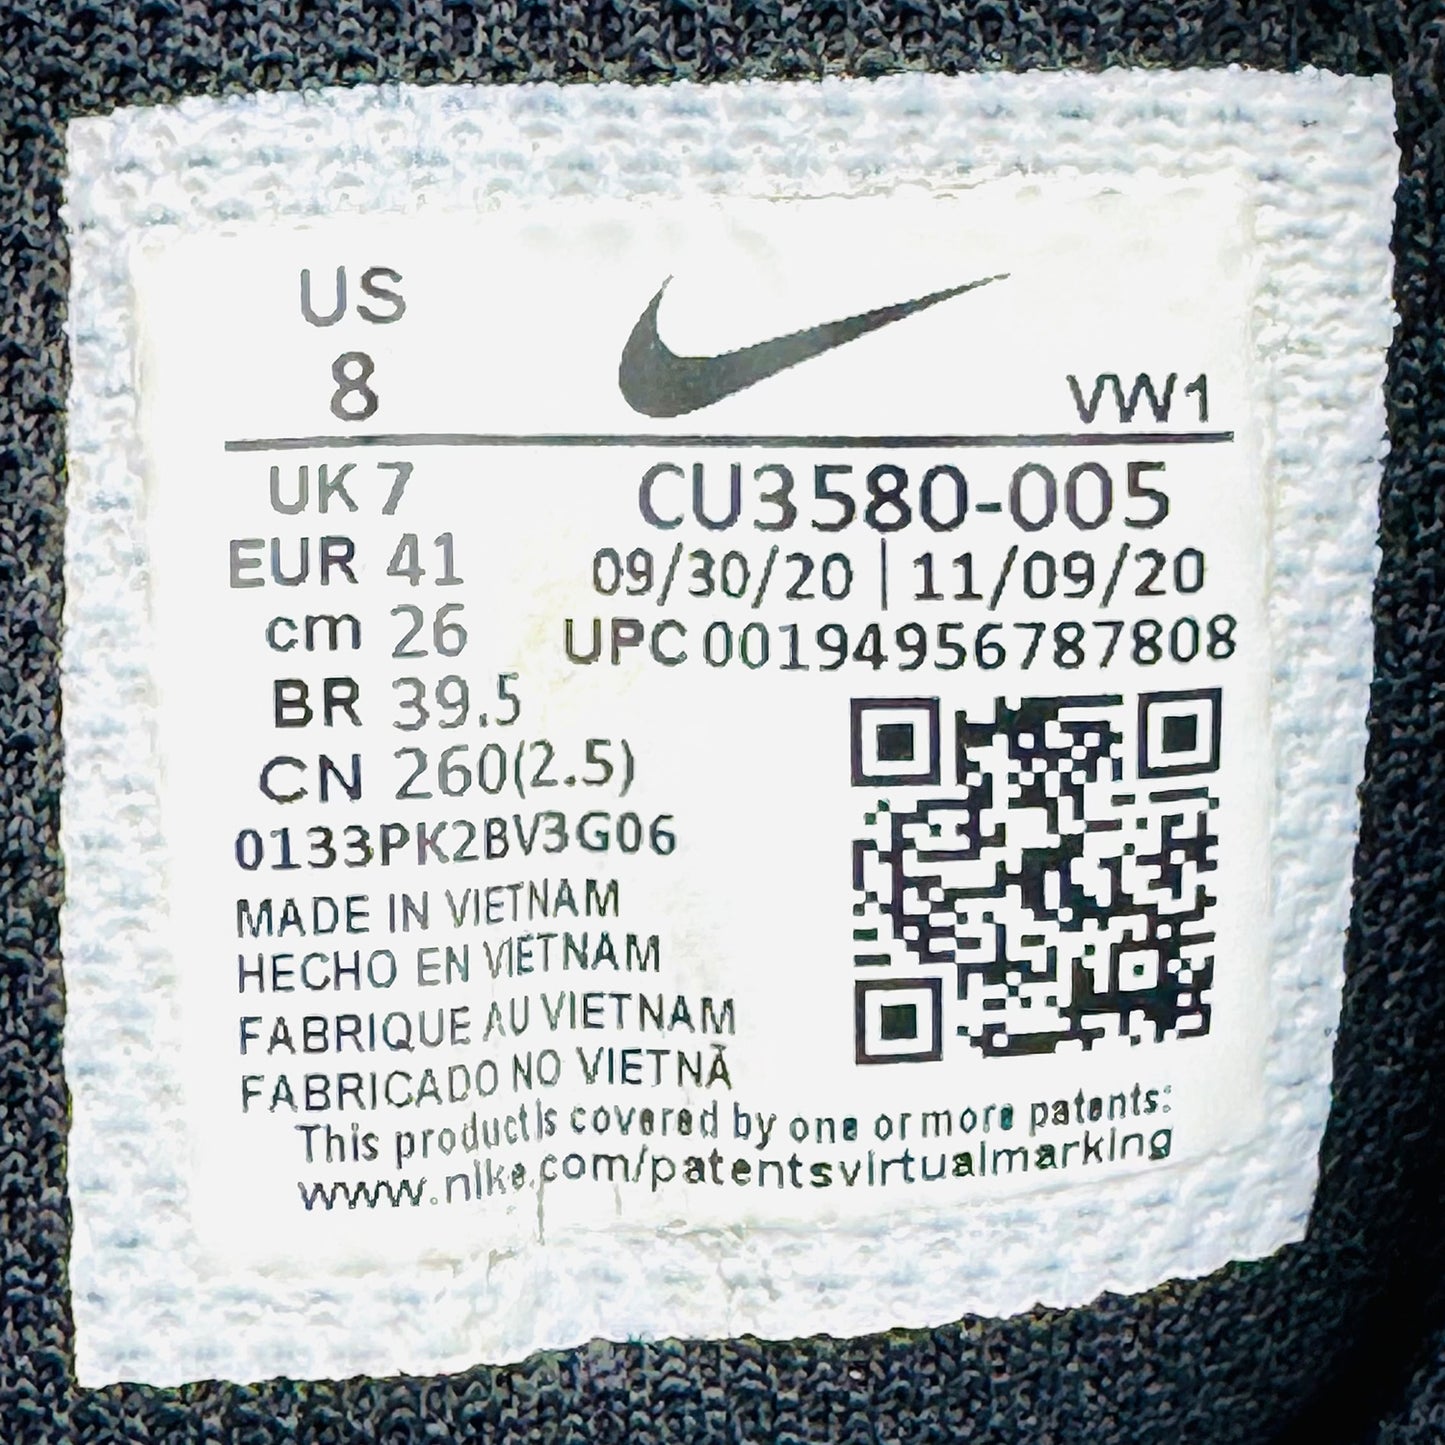 US
8
VW1
UK 7
CU3580-005
EUR 41
09/30/20 | 11/09/20
cm 26
UPC 00194956787808
BR 39.5
CN 260(2.5)
0133PK2BV3G06
MADE IN VIETNAM
HECHO EN VIETNAM
FABRIQUE AU VIETNAM
FABRICADO NO VIETNÃ
This product is covered by one or more patents:
www.nike.com/patentsvirtualmarking